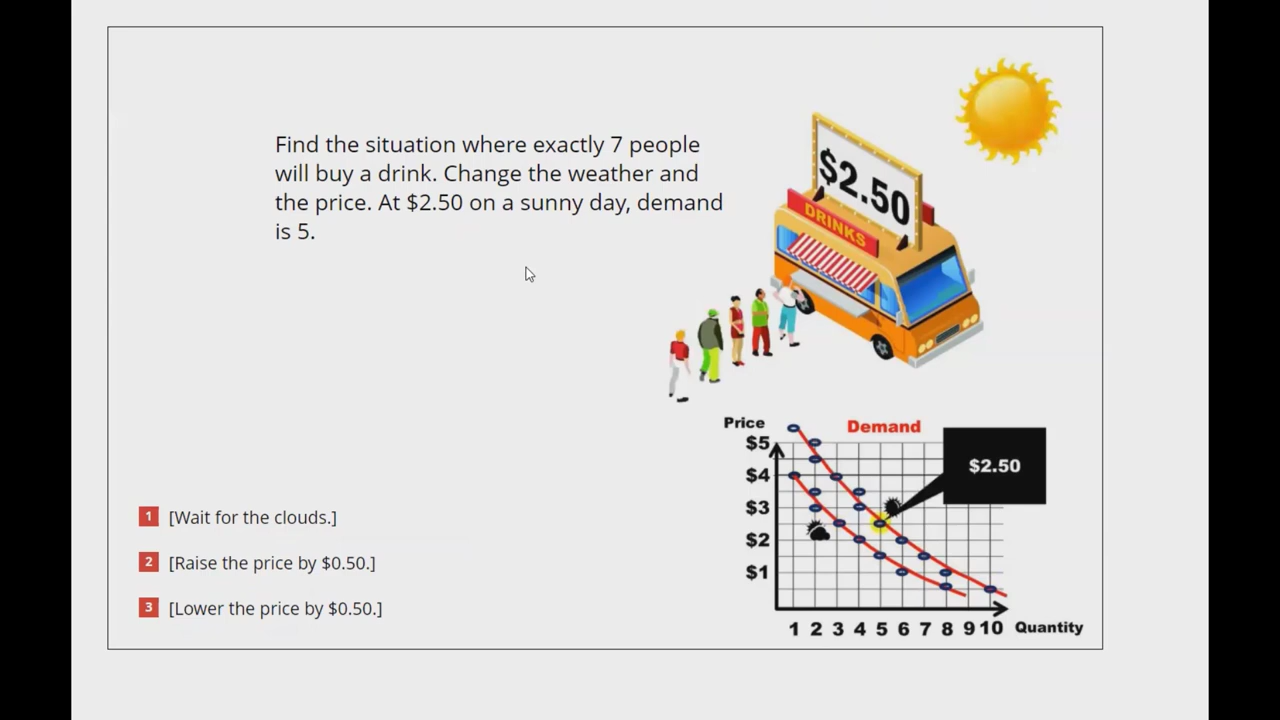 Find the situation where exactly 7 people
will buy a drink. Change the weather and
the price. At $2.50 on a sunny day, demand
is 5.
$2.50
DRINKS
Price
Demand
$5
$4
$3
$2
$1
$2.50
1 2 3 4 5 6 7 8 9 10 Quantity
1 [Wait for the clouds.]
2 [Raise the price by $0.50.]
3 [Lower the price by $0.50.]